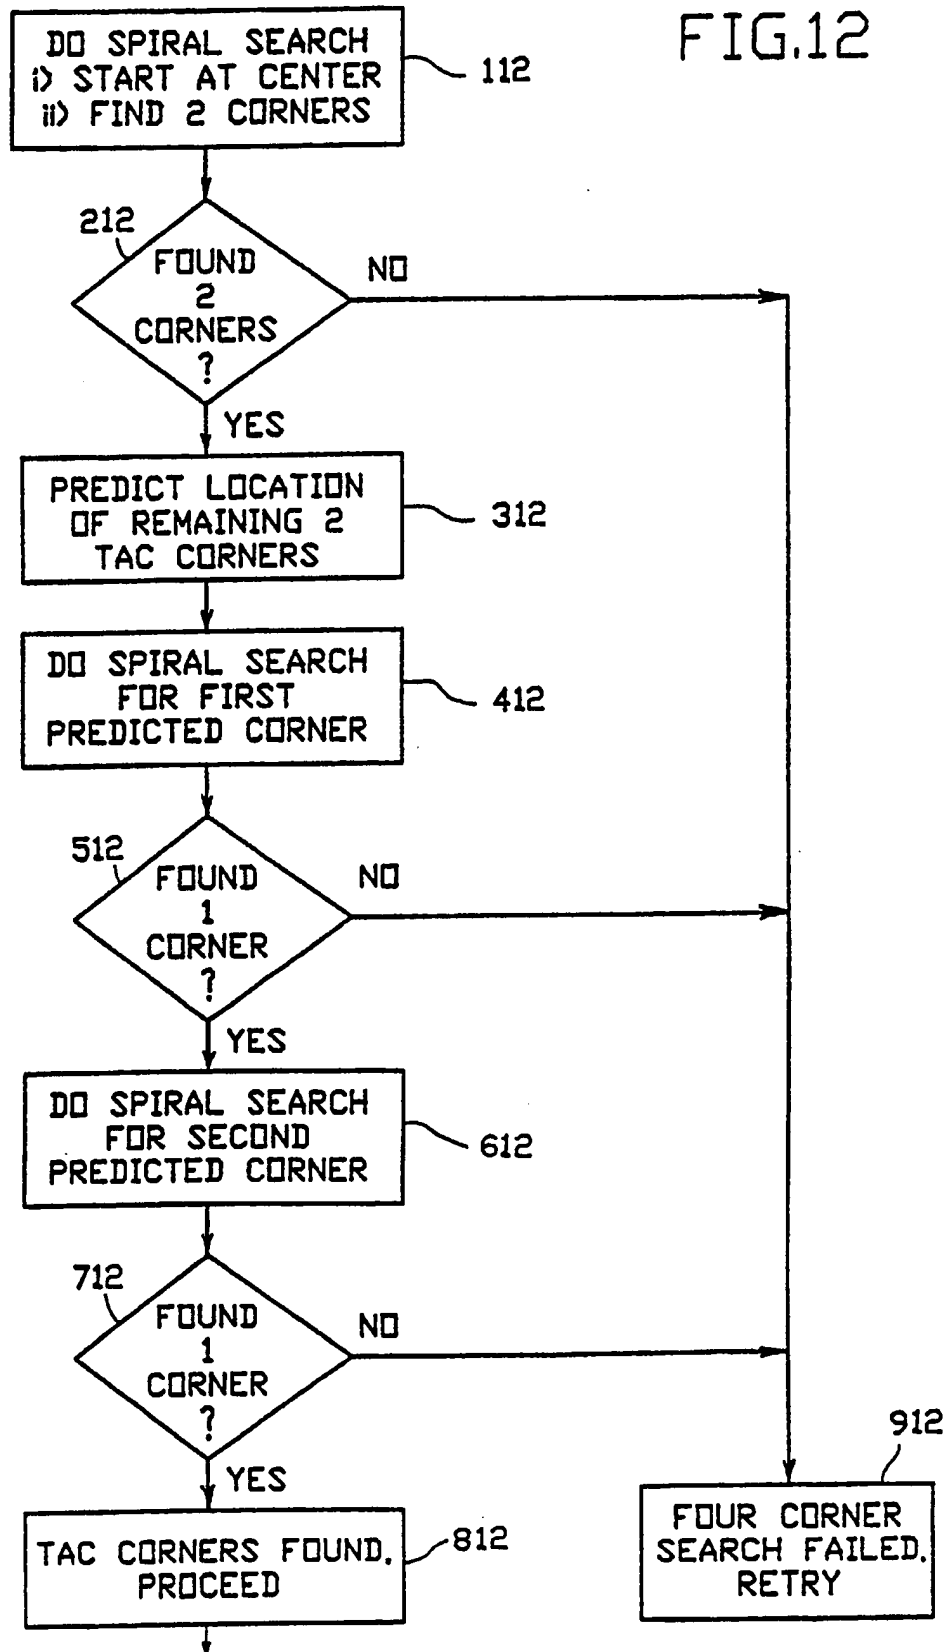 FIG.12
DO SPIRAL SEARCH
i) START AT CENTER
ii) FIND 2 CORNERS
112
212
FOUND
2
CORNERS
?
NO
YES
PREDICT LOCATION
OF REMAINING 2
TAC CORNERS
312
DO SPIRAL SEARCH
FOR FIRST
PREDICTED CORNER
412
512
FOUND
1
CORNER
?
NO
YES
DO SPIRAL SEARCH
FOR SECOND
PREDICTED CORNER
612
712
FOUND
1
CORNER
?
NO
YES
TAC CORNERS FOUND.
PROCEED
812
912
FOUR CORNER
SEARCH FAILED.
RETRY